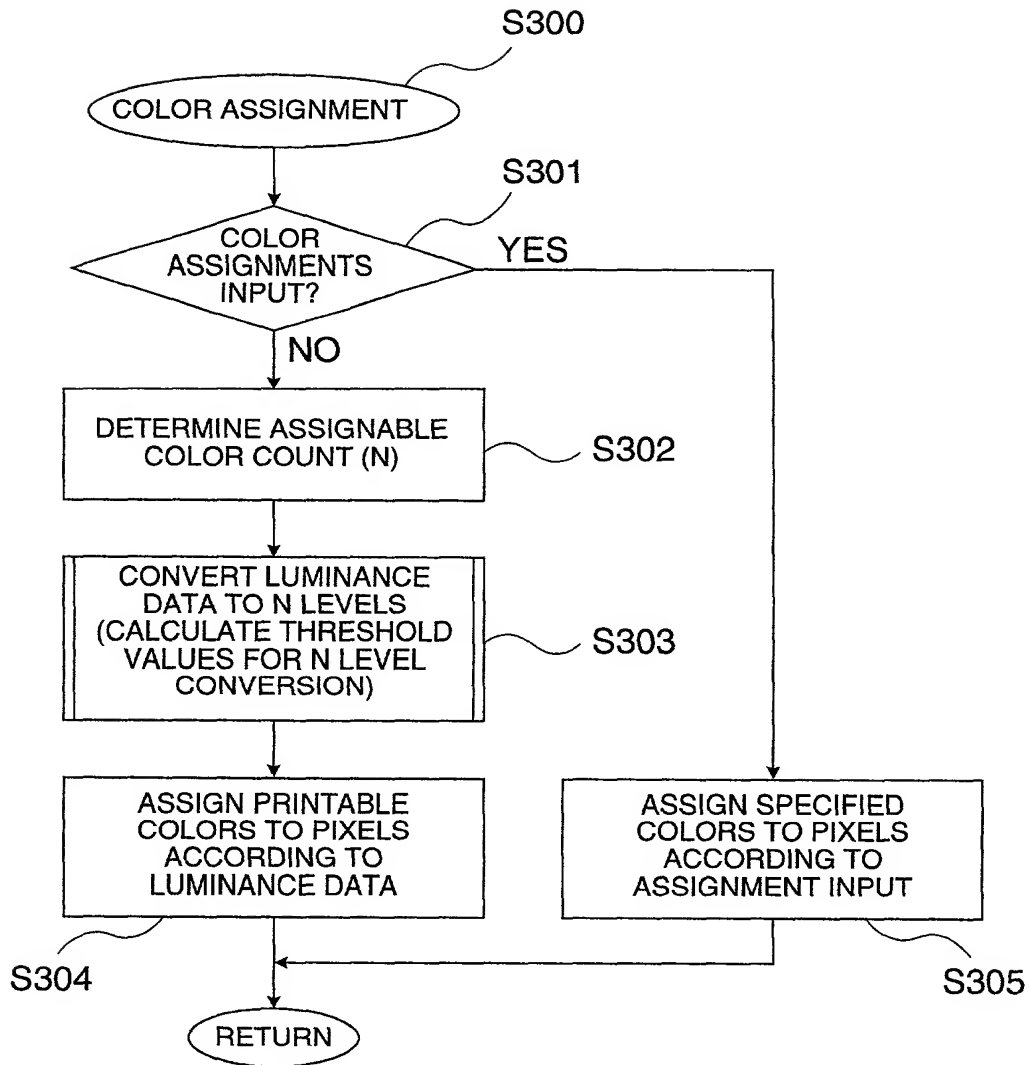 S300
COLOR ASSIGNMENT
S301
COLOR
ASSIGNMENTS
INPUT?
YES
NO
DETERMINE ASSIGNABLE
COLOR COUNT (N)
S302
CONVERT LUMINANCE
DATA TO N LEVELS
(CALCULATE THRESHOLD
VALUES FOR N LEVEL
CONVERSION)
S303
ASSIGN PRINTABLE
COLORS TO PIXELS
ACCORDING TO
LUMINANCE DATA
S304
ASSIGN SPECIFIED
COLORS TO PIXELS
ACCORDING TO
ASSIGNMENT INPUT
S305
RETURN